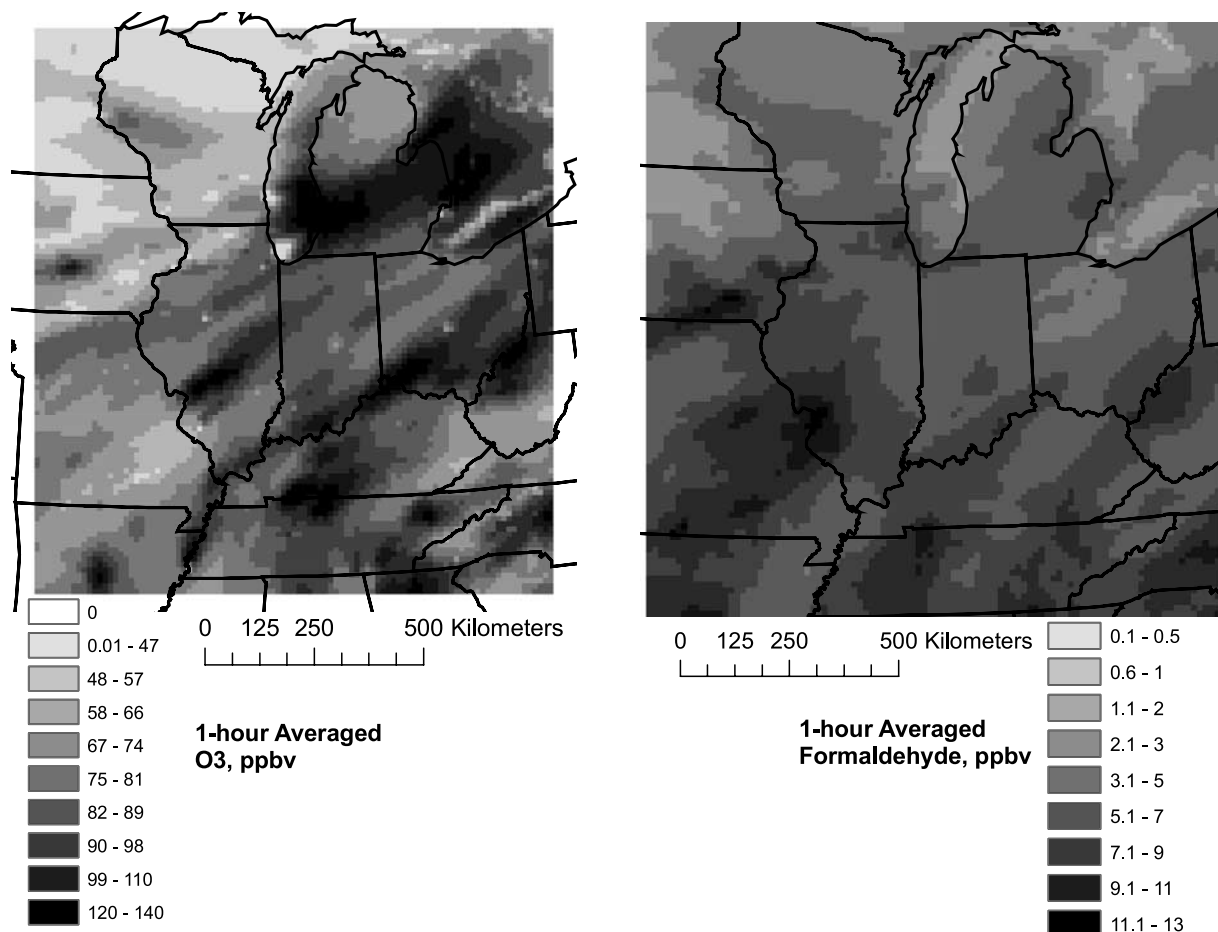 0
0.01 - 47
48 - 57
58 - 66
67 - 74
75 - 81
82 - 89
90 - 98
99 - 110
120 - 140
0 125 250 500 Kilometers
1-hour Averaged
O3, ppbv
0 125 250 500 Kilometers
1-hour Averaged
Formaldehyde, ppbv
0.1 - 0.5
0.6 - 1
1.1 - 2
2.1 - 3
3.1 - 5
5.1 - 7
7.1 - 9
9.1 - 11
11.1 - 13